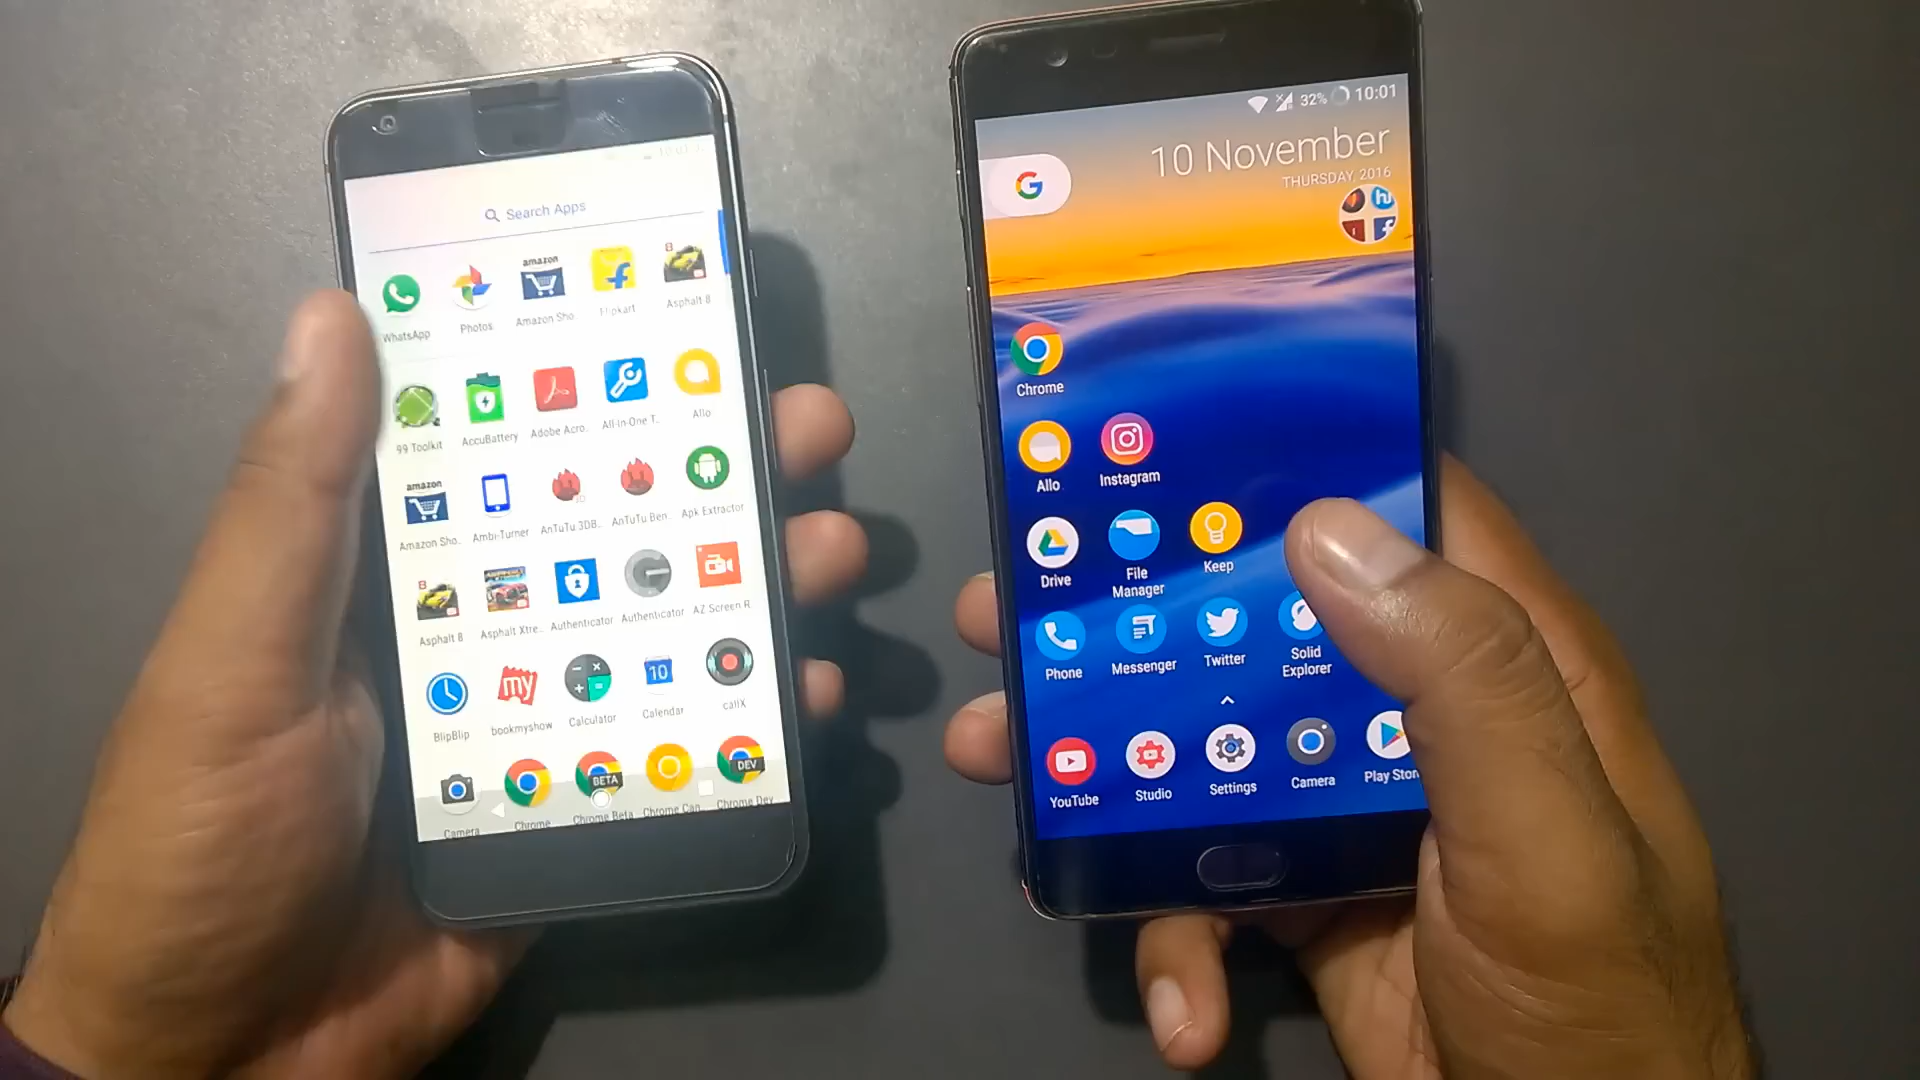 Search Apps
WhatsApp
Photos
amazon
Amazon Sho
Flipkart
8
Asphalt 8
99 Toolkit
AccuBattery
Adobe Acro..
All-In-One T..
Allo
amazon
Amazon Sho..
Ambi-Turner
AnTuTu 3DB..
AnTuTu Ben
Apk Extractor
8
Asphalt 8
Asphalt Xtre..
Authenticator
Authenticator
AZ Screen R
BlipBlip
my
bookmyshow
Calculator
10
Calendar
callX
Camera
Chrome
BETA
Chrome Beta
Chrome Can
DEV
Chrome Dev
32%
10:01
10 November
THURSDAY, 2016
G
Chrome
Allo
Instagram
Drive
File
Manager
Keep
Phone
Messenger
Twitter
Solid
Explorer
YouTube
Studio
Settings
Camera
Play Stor